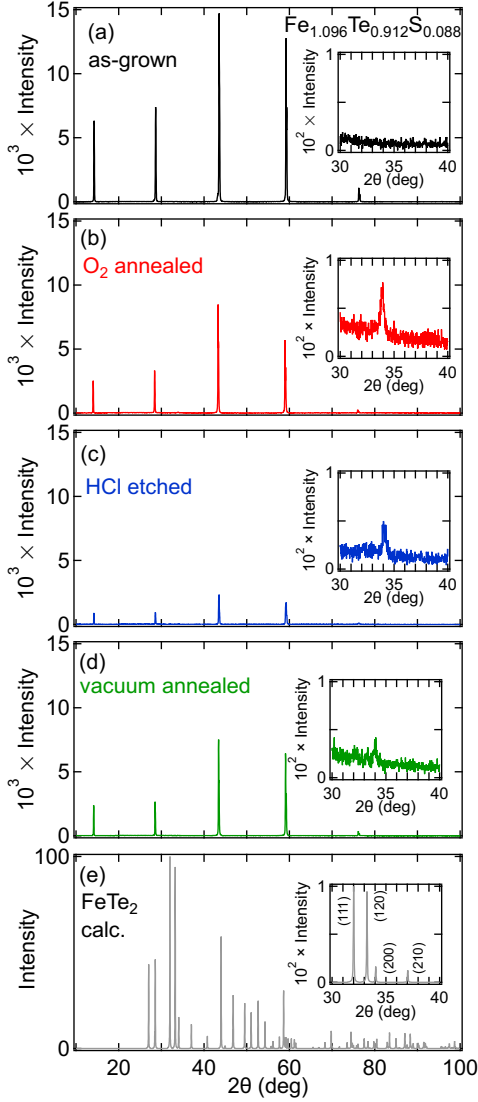 (a)
Fe1.096Te0.912S0.088
as-grown
15
10
5
0
10³ × Intensity
1
0
10² × Intensity
30
35
40
2θ (deg)
(b)
O₂ annealed
15
10
5
0
10³ × Intensity
1
0
10² × Intensity
30
35
40
2θ (deg)
(c)
HCl etched
15
10
5
0
10³ × Intensity
1
0
10² × Intensity
30
35
40
2θ (deg)
(d)
vacuum annealed
15
10
5
0
10³ × Intensity
1
0
10² × Intensity
30
35
40
2θ (deg)
(e)
FeTe₂
calc.
100
0
Intensity
1
0
10² × Intensity
(111)
(120)
(200)
(210)
30
35
40
2θ (deg)
20
40
60
80
100
2θ (deg)